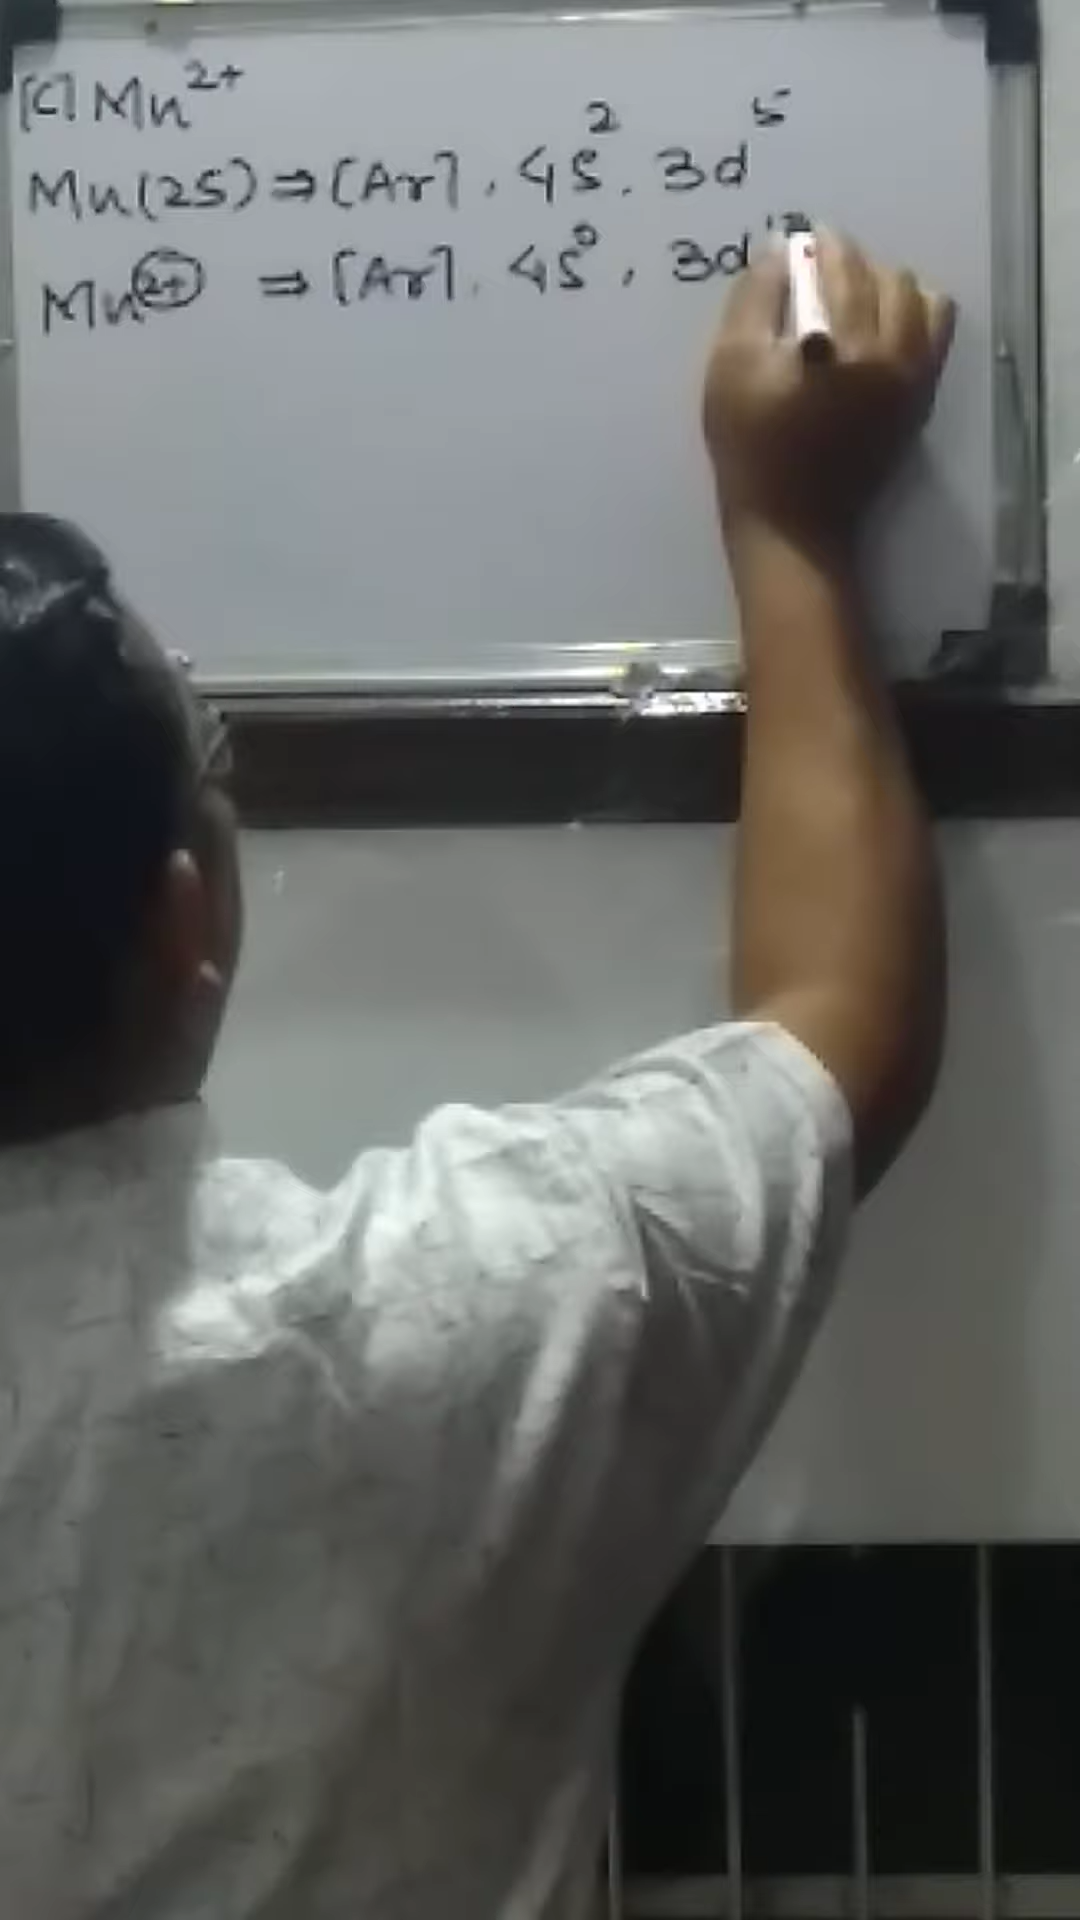 [C] Mn²⁺
Mn(25) ⇒ [Ar] . 4s² . 3d⁵
Mn²⁺ ⇒ [Ar] . 4s⁰ . 3d